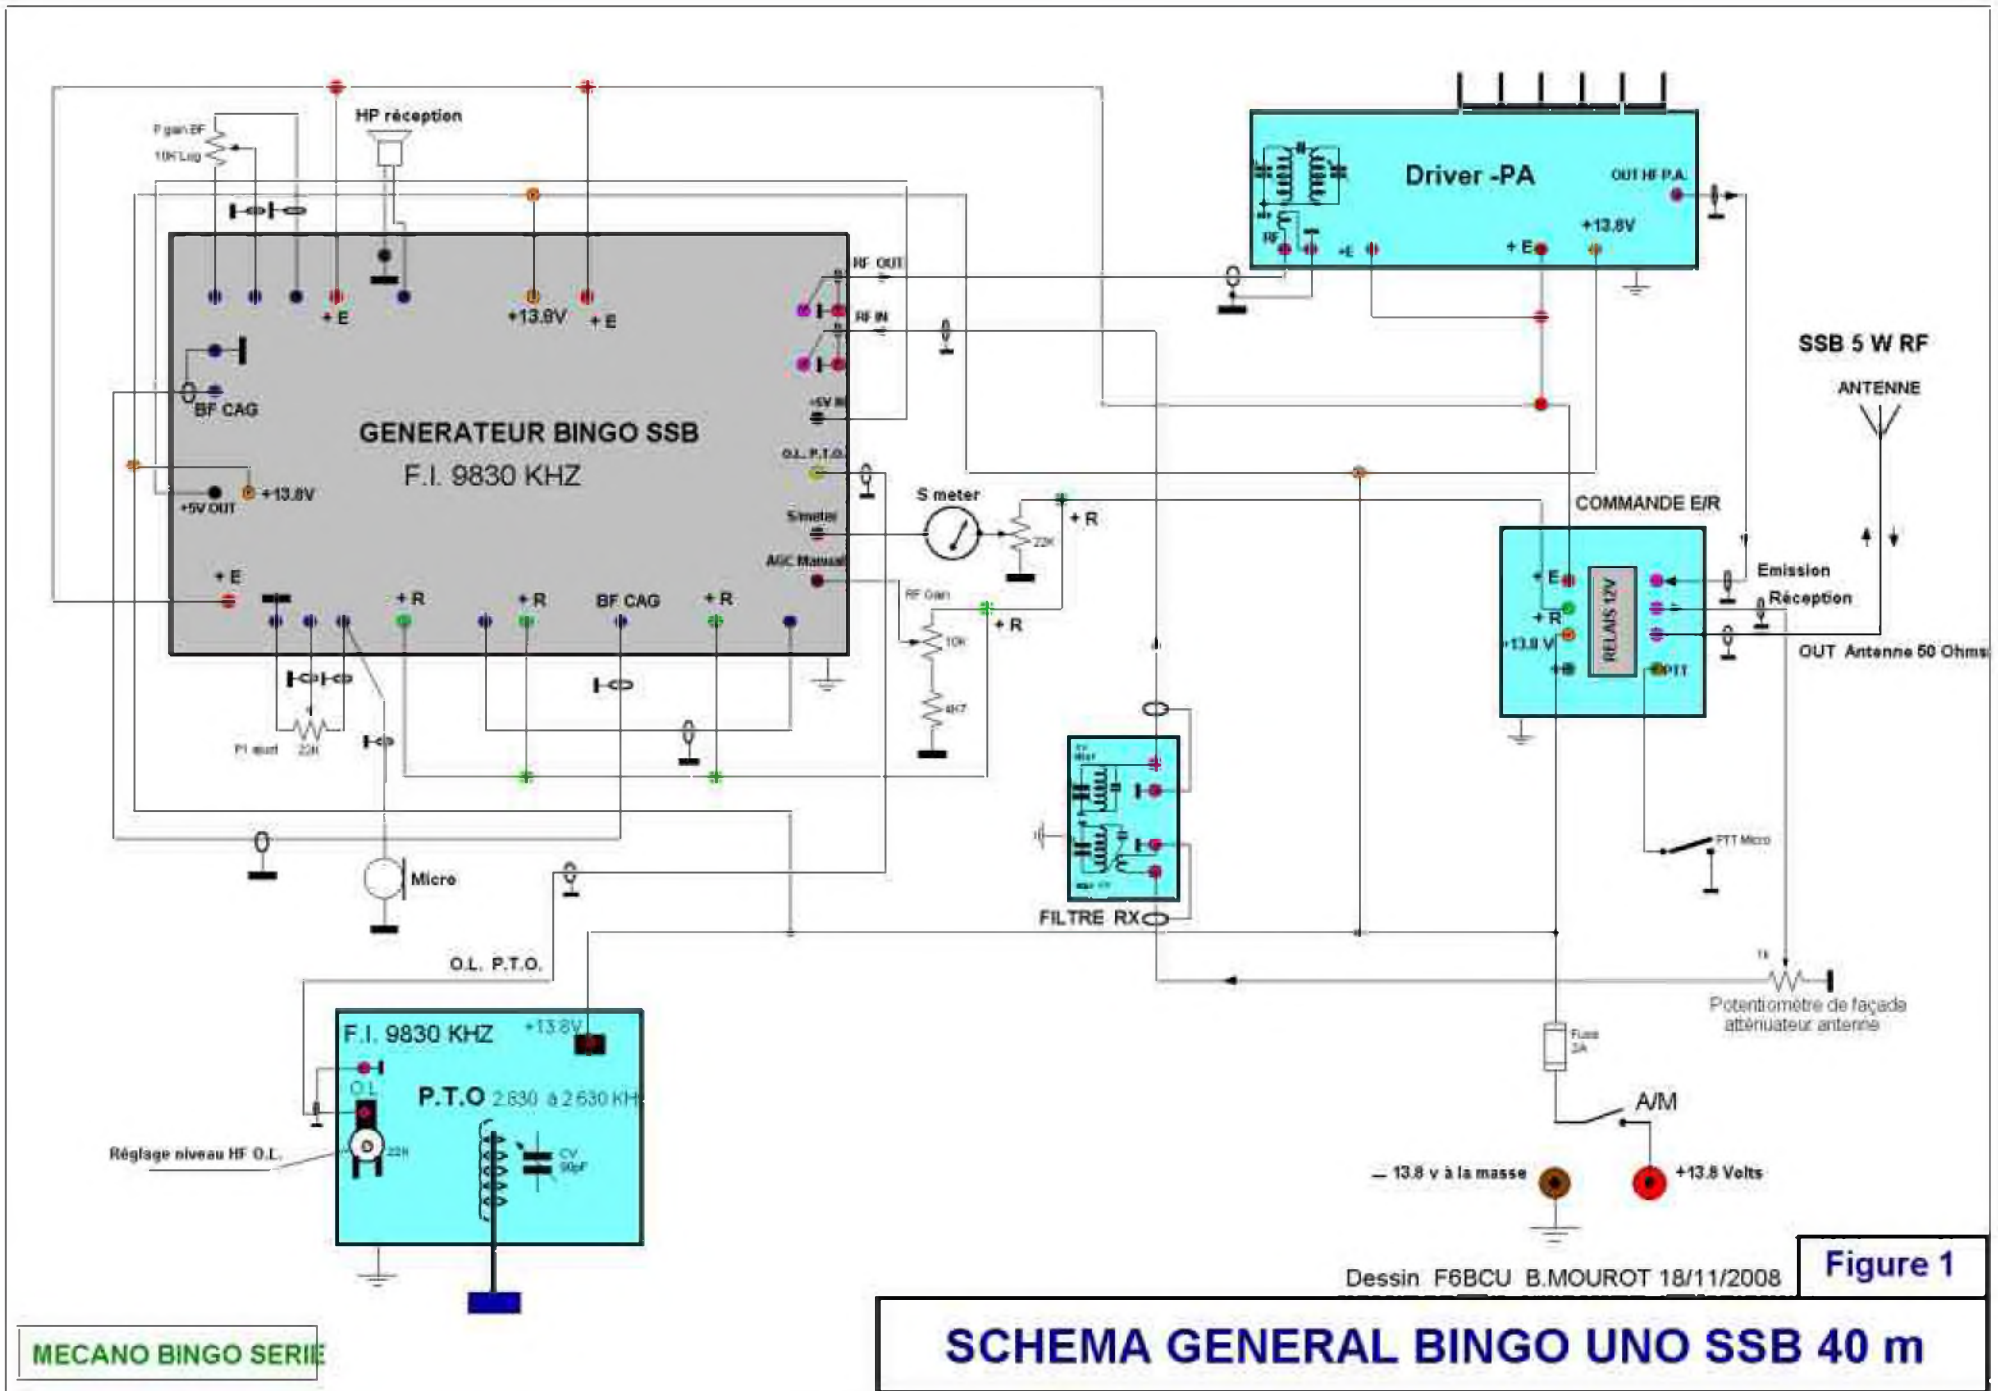 HP réception
P gain BF
10K Log
+ E
+13.8V
+ E
RF OUT
RF IN
BF CAG
+5V IN
GENERATEUR BINGO SSB
F.I. 9830 KHZ
O.L. P.T.O.
+13.8V
+5V OUT
S/meter
AGC Manual
+ E
+ R
+ R
BF CAG
+ R
P1 ajust
22K
Micro
S meter
22K
+ R
RF Gain
10K
+ R
4K7
Driver -PA
OUT HF P.A.
RF
+E
+ E
+13.8V
SSB 5 W RF
ANTENNE
COMMANDE E/R
+ E
+ R
+13.8 V
RELAIS 12V
PTT
Emission
Réception
OUT Antenne 50 Ohms
PTT Micro
FILTRE RX
1k
Potentiomètre de façade
atténuateur antenne
Fuse
A/M
– 13.8 v à la masse
+13.8 Volts
O.L. P.T.O.
F.I. 9830 KHZ
+13.8V
O L
P.T.O 2.830 à 2 630 KH
22K
CV
90pF
Réglage niveau HF O.L.
Dessin F6BCU B.MOUROT 18/11/2008
Figure 1
MECANO BINGO SERIE
SCHEMA GENERAL BINGO UNO SSB 40 m